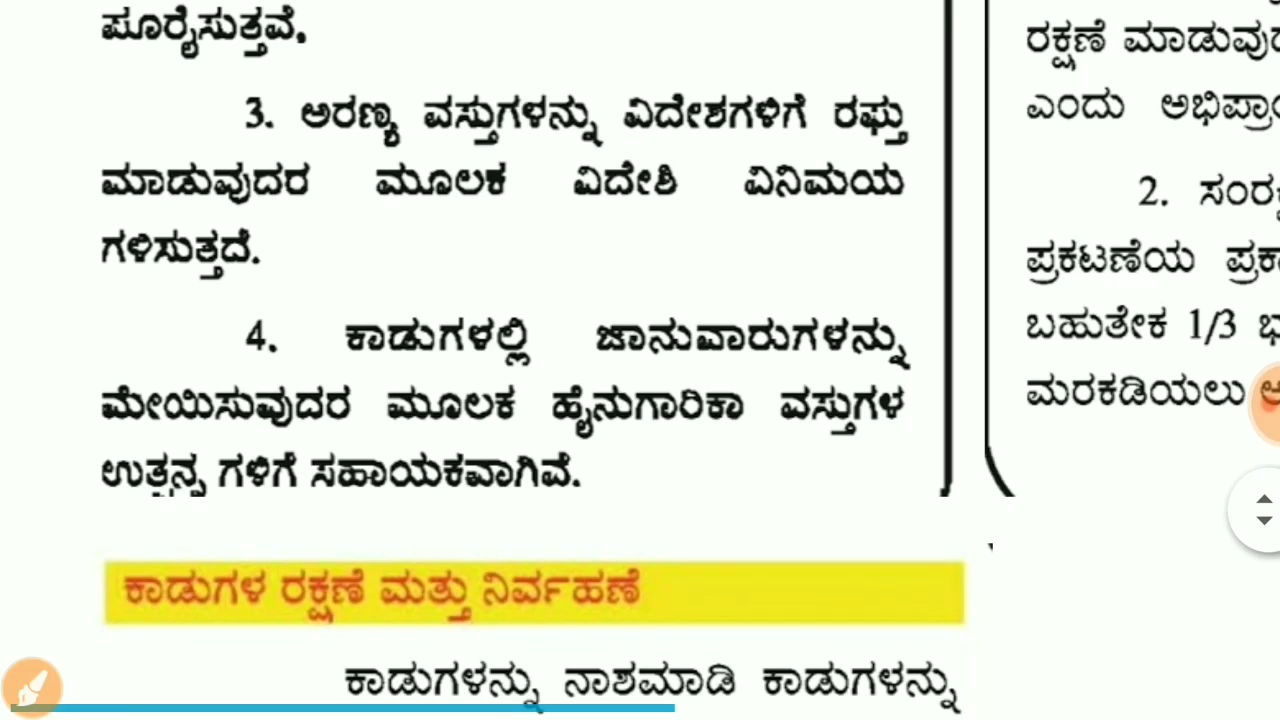 ಪೂರೈಸುತ್ತವೆ.
3. ಅರಣ್ಯ ವಸ್ತುಗಳನ್ನು ವಿದೇಶಗಳಿಗೆ ರಫ್ತು
ಮಾಡುವುದರ ಮೂಲಕ ವಿದೇಶಿ ವಿನಿಮಯ
ಗಳಿಸುತ್ತದೆ.
4. ಕಾಡುಗಳಲ್ಲಿ ಜಾನುವಾರುಗಳನ್ನು
ಮೇಯಿಸುವುದರ ಮೂಲಕ ಹೈನುಗಾರಿಕಾ ವಸ್ತುಗಳ
ಉತ್ಪನ್ನ ಗಳಿಗೆ ಸಹಾಯಕವಾಗಿವೆ.
ಕಾಡುಗಳ ರಕ್ಷಣೆ ಮತ್ತು ನಿರ್ವಹಣೆ
ಕಾಡುಗಳನ್ನು ನಾಶಮಾಡಿ ಕಾಡುಗಳನ್ನು
ರಕ್ಷಣೆ
ಎಂದು
2.
ಪ್ರಕಟಣೆಯ
ಬಹುತೇಕ 1/3
ಮರಕಡಿಯಲು